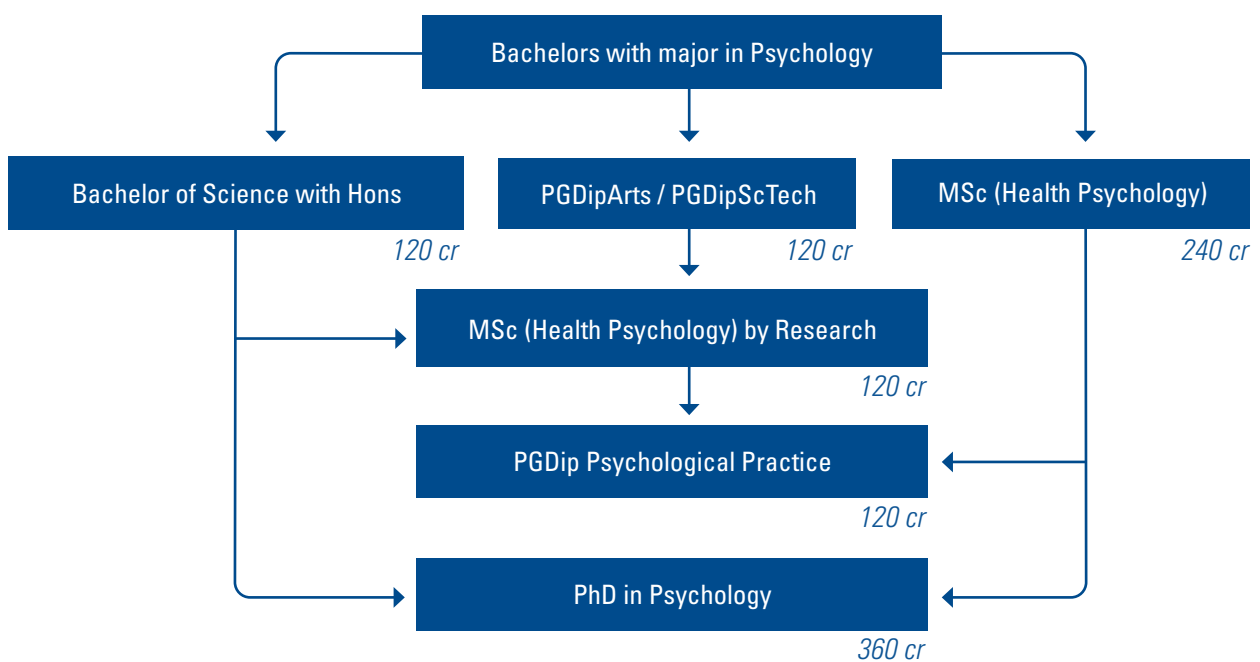 Bachelors with major in Psychology
Bachelor of Science with Hons
PGDipArts / PGDipScTech
MSc (Health Psychology)
120 cr
120 cr
240 cr
MSc (Health Psychology) by Research
120 cr
PGDip Psychological Practice
120 cr
PhD in Psychology
360 cr